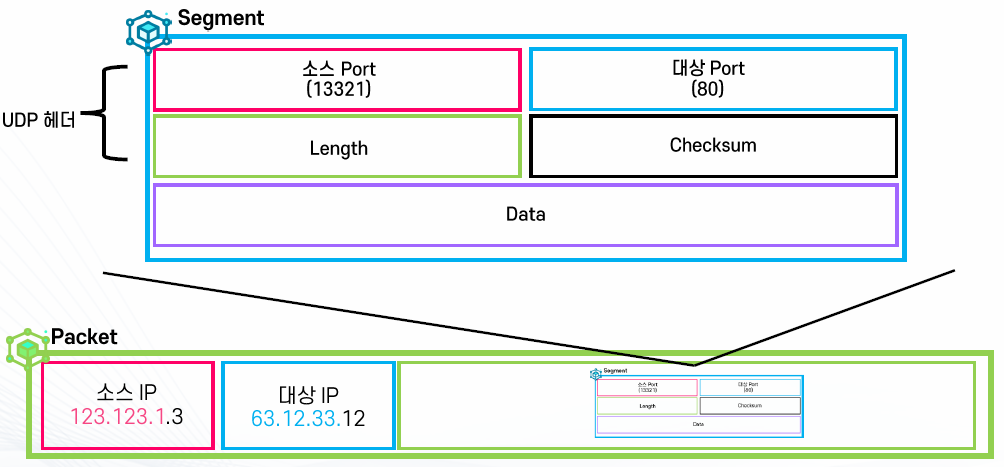 Segment
소스 Port
(13321)
대상 Port
(80)
UDP 헤더
Length
Checksum
Data
Packet
소스 IP
123.123.1.3
대상 IP
63.12.33.12
Segment
소스 Port
(13321)
대상 Port
(80)
Length
Checksum
Data